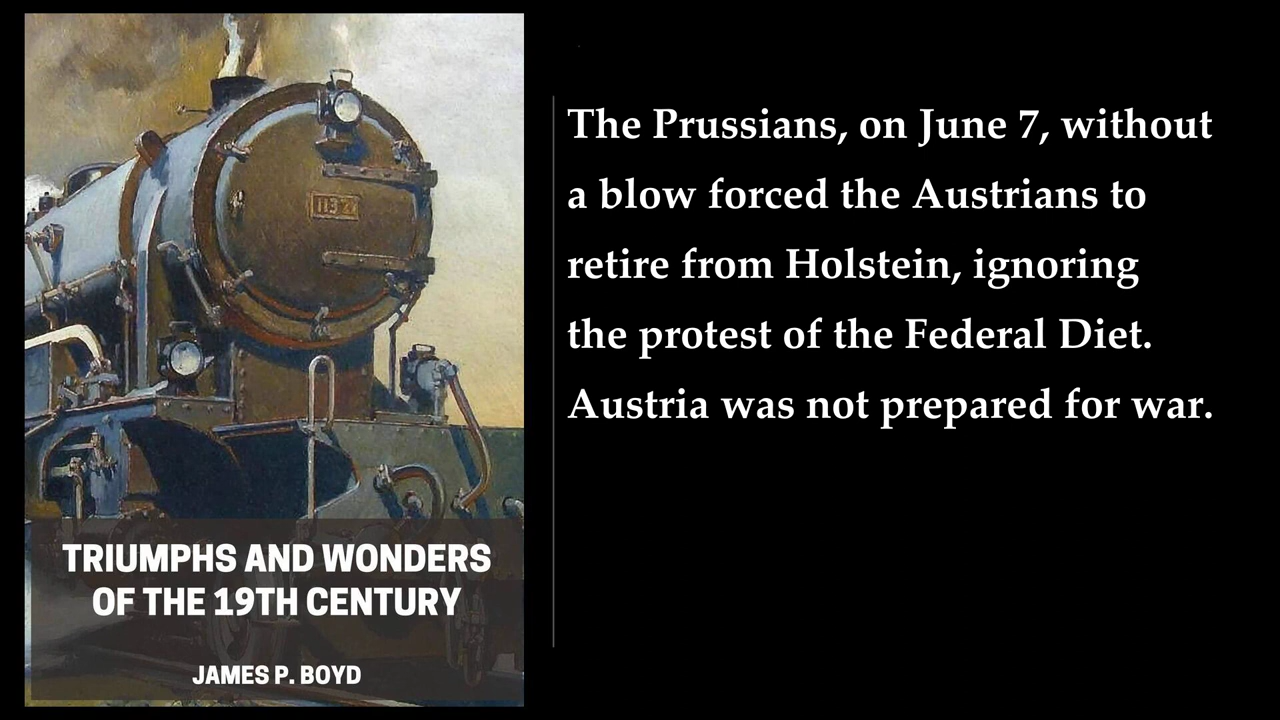 The Prussians, on June 7, without
a blow forced the Austrians to
retire from Holstein, ignoring
the protest of the Federal Diet.
Austria was not prepared for war.
TRIUMPHS AND WONDERS
OF THE 19TH CENTURY
JAMES P. BOYD